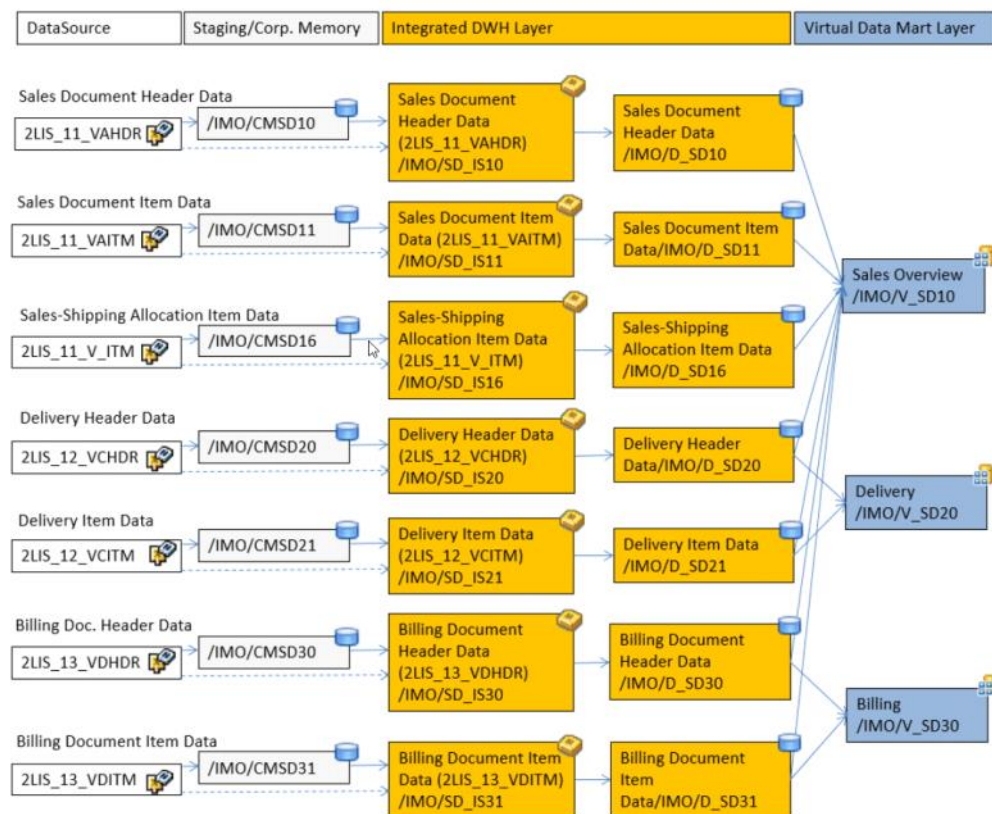 DataSource
Staging/Corp. Memory
Integrated DWH Layer
Virtual Data Mart Layer
Sales Document Header Data
2LIS_11_VAHDR
/IMO/CMSD10
Sales Document
Header Data
(2LIS_11_VAHDR)
/IMO/SD_IS10
Sales Document
Header Data
/IMO/D_SD10
Sales Document Item Data
2LIS_11_VAITM
/IMO/CMSD11
Sales Document Item
Data (2LIS_11_VAITM)
/IMO/SD_IS11
Sales Document Item
Data/IMO/D_SD11
Sales Overview
/IMO/V_SD10
Sales-Shipping Allocation Item Data
2LIS_11_V_ITM
/IMO/CMSD16
Sales-Shipping
Allocation Item Data
(2LIS_11_V_ITM)
/IMO/SD_IS16
Sales-Shipping
Allocation Item Data
/IMO/D_SD16
Delivery Header Data
2LIS_12_VCHDR
/IMO/CMSD20
Delivery Header Data
(2LIS_12_VCHDR)
/IMO/SD_IS20
Delivery Header
Data/IMO/D_SD20
Delivery
/IMO/V_SD20
Delivery Item Data
2LIS_12_VCITM
/IMO/CMSD21
Delivery Item Data
(2LIS_12_VCITM)
/IMO/SD_IS21
Delivery Item Data
/IMO/D_SD21
Billing Doc. Header Data
2LIS_13_VDHDR
/IMO/CMSD30
Billing Document
Header Data
(2LIS_13_VDHDR)
/IMO/SD_IS30
Billing Document
Header Data
/IMO/D_SD30
Billing
/IMO/V_SD30
Billing Document Item Data
2LIS_13_VDITM
/IMO/CMSD31
Billing Document Item
Data (2LIS_13_VDITM)
/IMO/SD_IS31
Billing Document
Item
Data/IMO/D_SD31